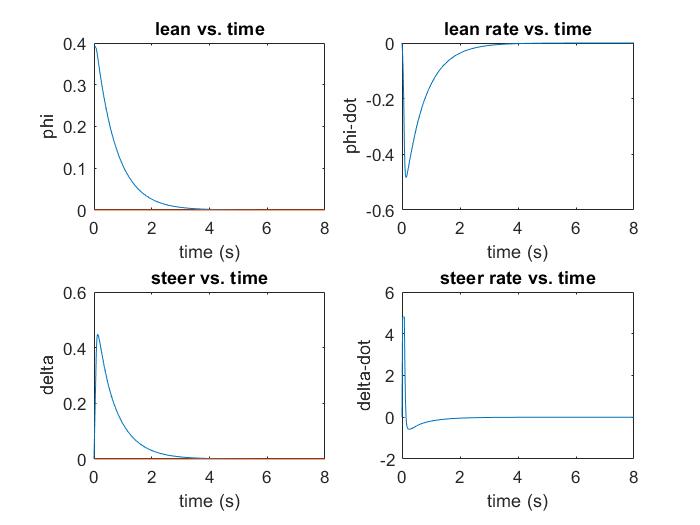 lean vs. time
0.4
0.3
0.2
0.1
0
phi
0 2 4 6 8
time (s)
lean rate vs. time
0
-0.2
-0.4
-0.6
phi-dot
0 2 4 6 8
time (s)
steer vs. time
0.6
0.4
0.2
0
delta
0 2 4 6 8
time (s)
steer rate vs. time
6
4
2
0
-2
delta-dot
0 2 4 6 8
time (s)